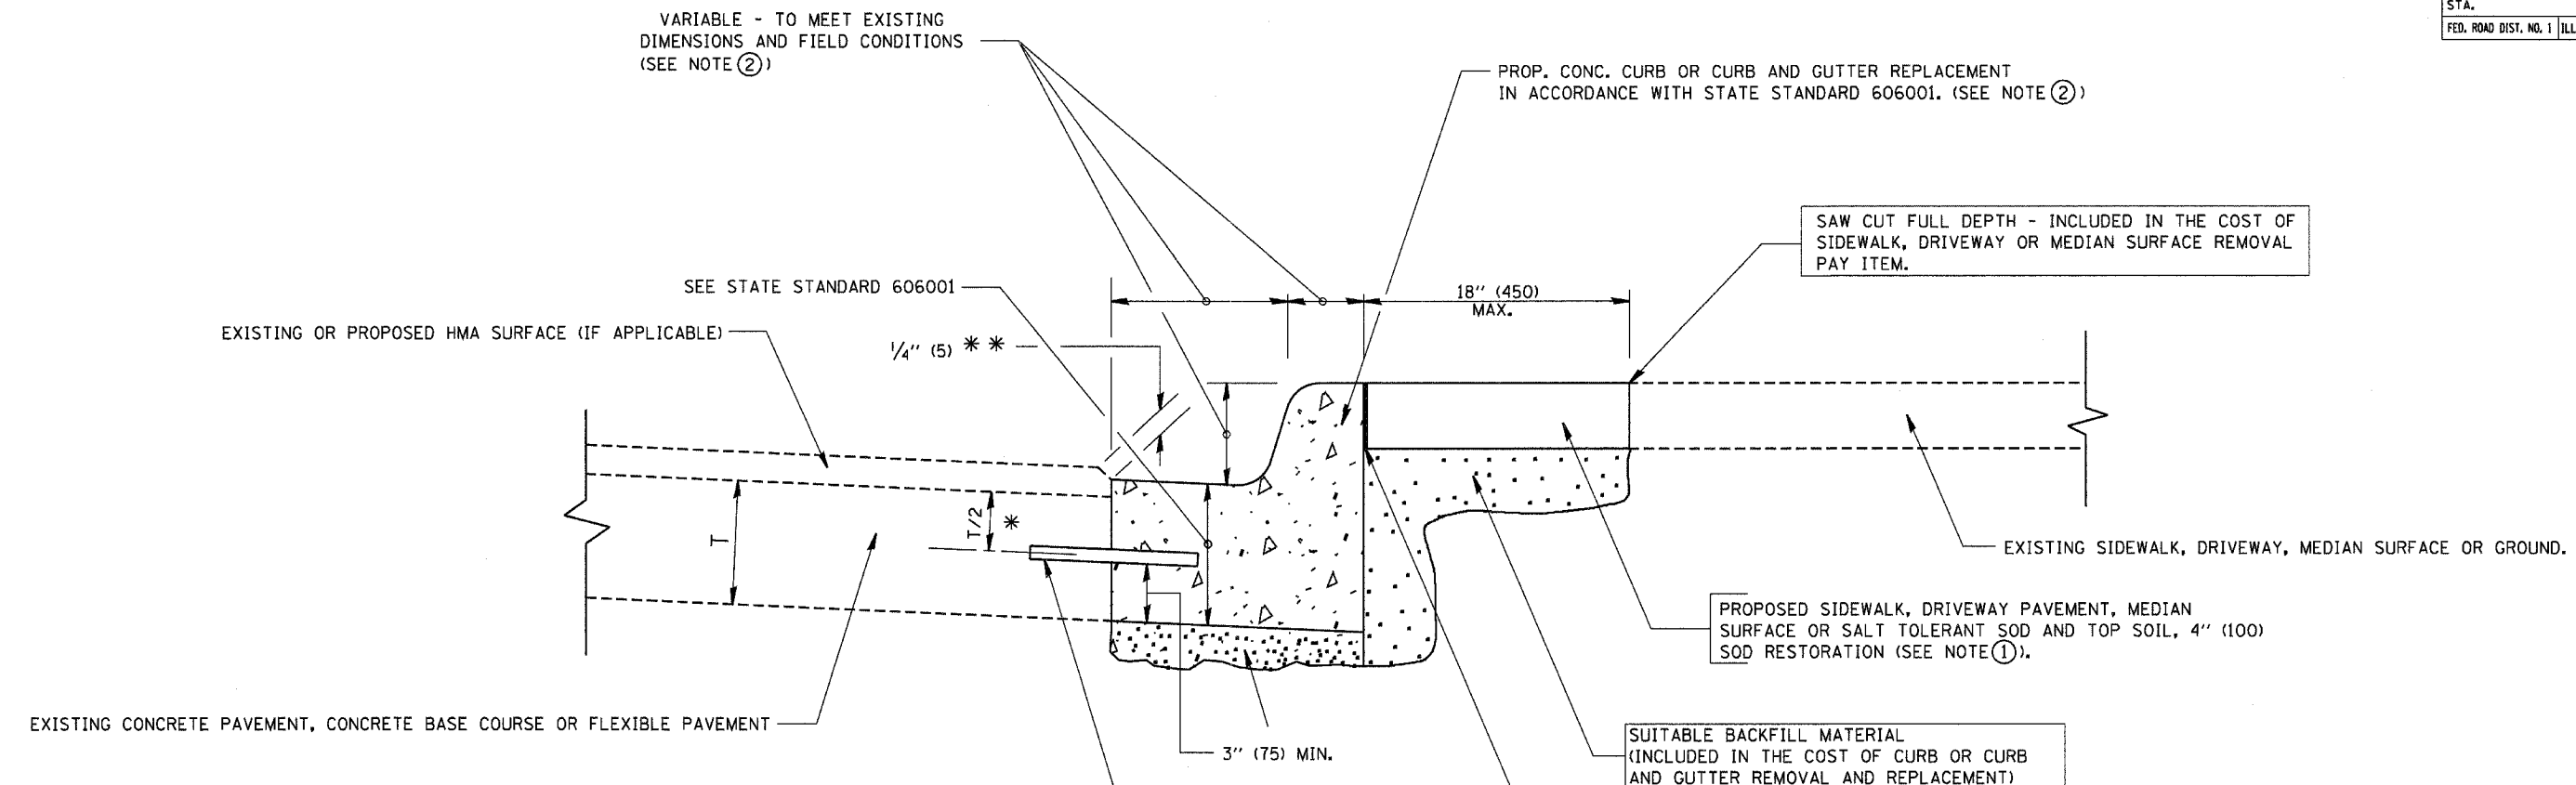 STA.
FED. ROAD DIST. NO. 1 ILL
VARIABLE - TO MEET EXISTING
DIMENSIONS AND FIELD CONDITIONS
(SEE NOTE ②)
PROP. CONC. CURB OR CURB AND GUTTER REPLACEMENT
IN ACCORDANCE WITH STATE STANDARD 606001. (SEE NOTE ②)
SAW CUT FULL DEPTH - INCLUDED IN THE COST OF
SIDEWALK, DRIVEWAY OR MEDIAN SURFACE REMOVAL
PAY ITEM.
SEE STATE STANDARD 606001
18" (450)
MAX.
EXISTING OR PROPOSED HMA SURFACE (IF APPLICABLE)
1/4" (5) * *
T
T/2 *
EXISTING SIDEWALK, DRIVEWAY, MEDIAN SURFACE OR GROUND.
PROPOSED SIDEWALK, DRIVEWAY PAVEMENT, MEDIAN
SURFACE OR SALT TOLERANT SOD AND TOP SOIL, 4" (100)
SOD RESTORATION (SEE NOTE ①).
EXISTING CONCRETE PAVEMENT, CONCRETE BASE COURSE OR FLEXIBLE PAVEMENT
3" (75) MIN.
SUITABLE BACKFILL MATERIAL
(INCLUDED IN THE COST OF CURB OR CURB
AND GUTTER REMOVAL AND REPLACEMENT)